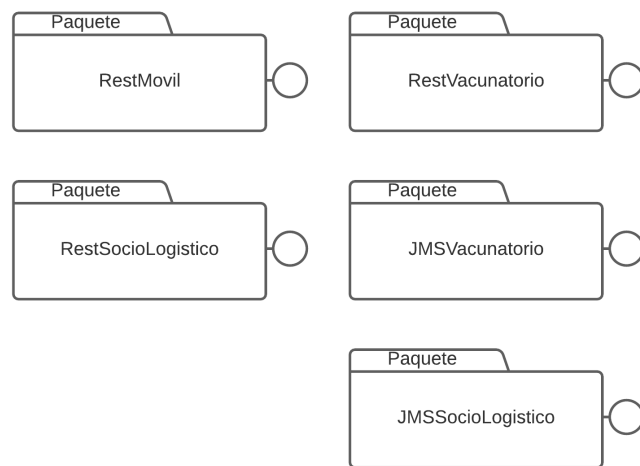 Paquete
RestMovil
Paquete
RestVacunatorio
Paquete
RestSocioLogistico
Paquete
JMSVacunatorio
Paquete
JMSSocioLogistico